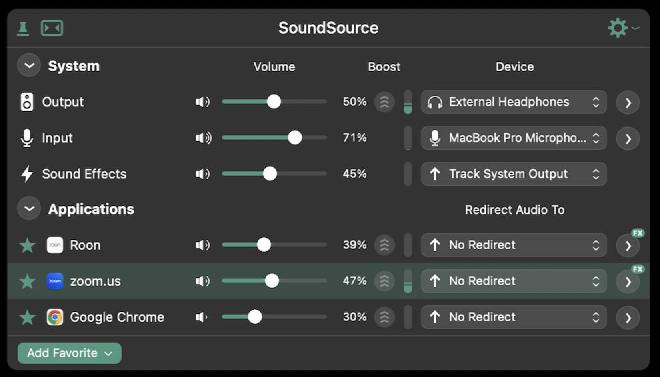 SoundSource
System Volume Boost Device
Output 50% External Headphones
Input 71% MacBook Pro Micropho...
Sound Effects 45% Track System Output
Applications Redirect Audio To
Roon 39% No Redirect FX
zoom.us 47% No Redirect FX
Google Chrome 30% No Redirect
Add Favorite